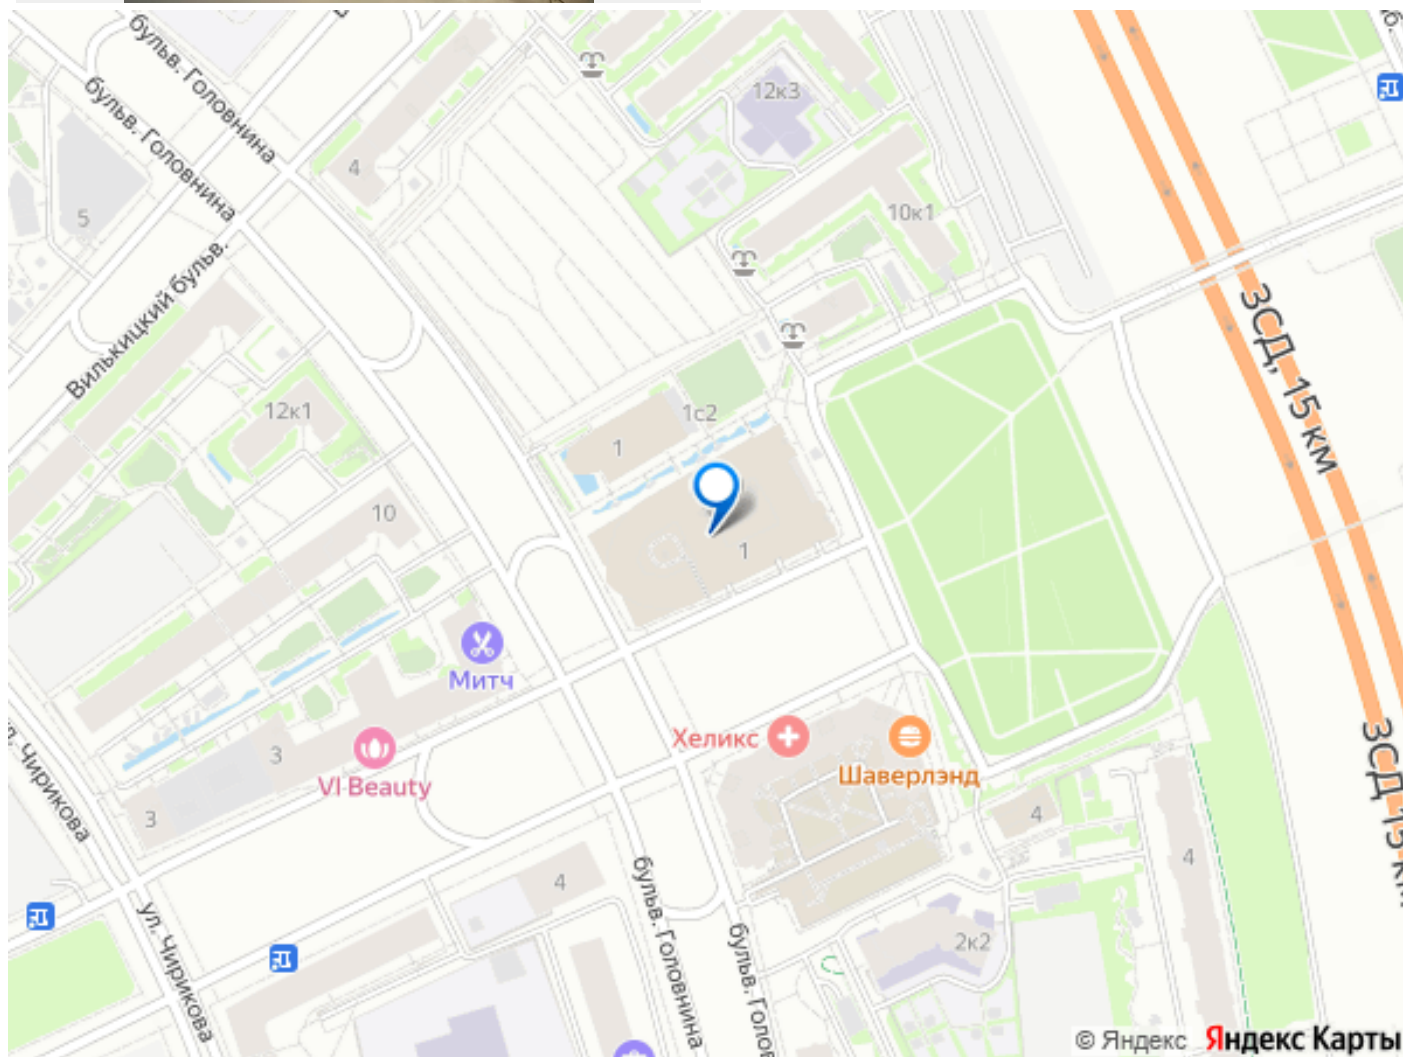 бульв. Головнина
бульв. Головнина
12к3
4
5
10к1
Вилькицкий бульв.
ЗСД, 15 км
12к1
1с2
1
10
1
Митч
3
Хеликс
VI Beauty
Шаверлэнд
ЗСД 15 км
Чирикова
3
4
4
4
бульв. Головнина
ул. Чирикова
бульв. Голов
2к2
© Яндекс Яндекс Карты